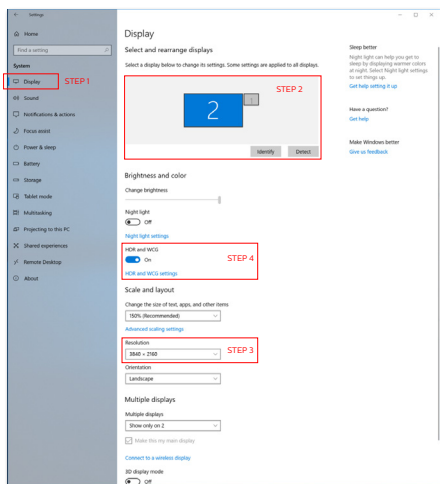 Settings
Home
Find a setting
System
Display
STEP 1
Sound
Notifications & actions
Focus assist
Power & sleep
Battery
Storage
Tablet mode
Multitasking
Projecting to this PC
Shared experiences
Remote Desktop
About
Display
Select and rearrange displays
Select a display below to change its settings. Some settings are applied to all displays.
STEP 2
2
1
Identify
Detect
Brightness and color
Change brightness
Night light
Off
Night light settings
HDR and WCG
On
STEP 4
HDR and WCG settings
Scale and layout
Change the size of text, apps, and other items
150% (Recommended)
Advanced scaling settings
Resolution
3840 × 2160
STEP 3
Orientation
Landscape
Multiple displays
Multiple displays
Show only on 2
Make this my main display
Connect to a wireless display
3D display mode
Off
Sleep better
Night light can help you get to
sleep by displaying warmer colors
at night. Select Night light settings
to set things up.
Get help setting it up
Have a question?
Get help
Make Windows better
Give us feedback